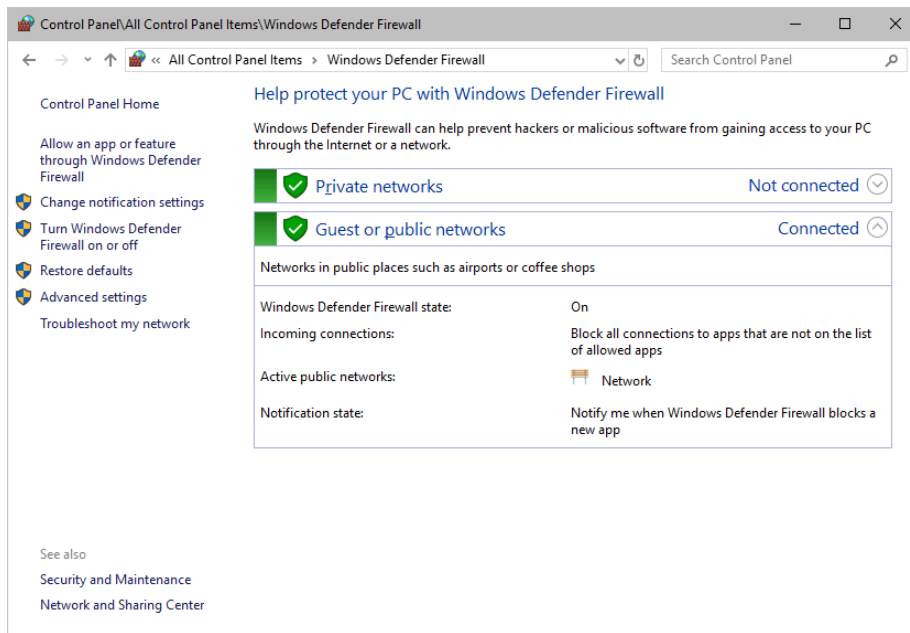 Control Panel\All Control Panel Items\Windows Defender Firewall
« All Control Panel Items > Windows Defender Firewall
Search Control Panel
Control Panel Home
Allow an app or feature
through Windows Defender
Firewall
Change notification settings
Turn Windows Defender
Firewall on or off
Restore defaults
Advanced settings
Troubleshoot my network
Help protect your PC with Windows Defender Firewall
Windows Defender Firewall can help prevent hackers or malicious software from gaining access to your PC
through the Internet or a network.
Private networks Not connected
Guest or public networks Connected
Networks in public places such as airports or coffee shops
Windows Defender Firewall state: On
Incoming connections: Block all connections to apps that are not on the list
of allowed apps
Active public networks: Network
Notification state: Notify me when Windows Defender Firewall blocks a
new app
See also
Security and Maintenance
Network and Sharing Center